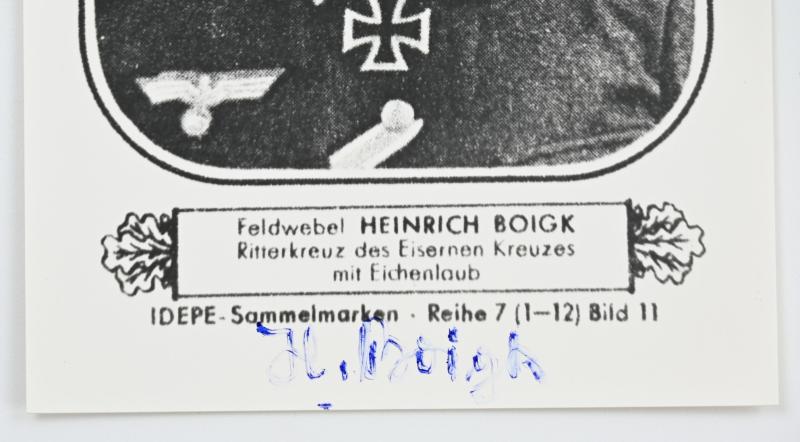 Feldwebel HEINRICH BOIGK
Ritterkreuz des Eisernen Kreuzes
mit Eichenlaub
IDEPE-Sammelmarken · Reihe 7 (1—12) Bild 11
H. Boigk